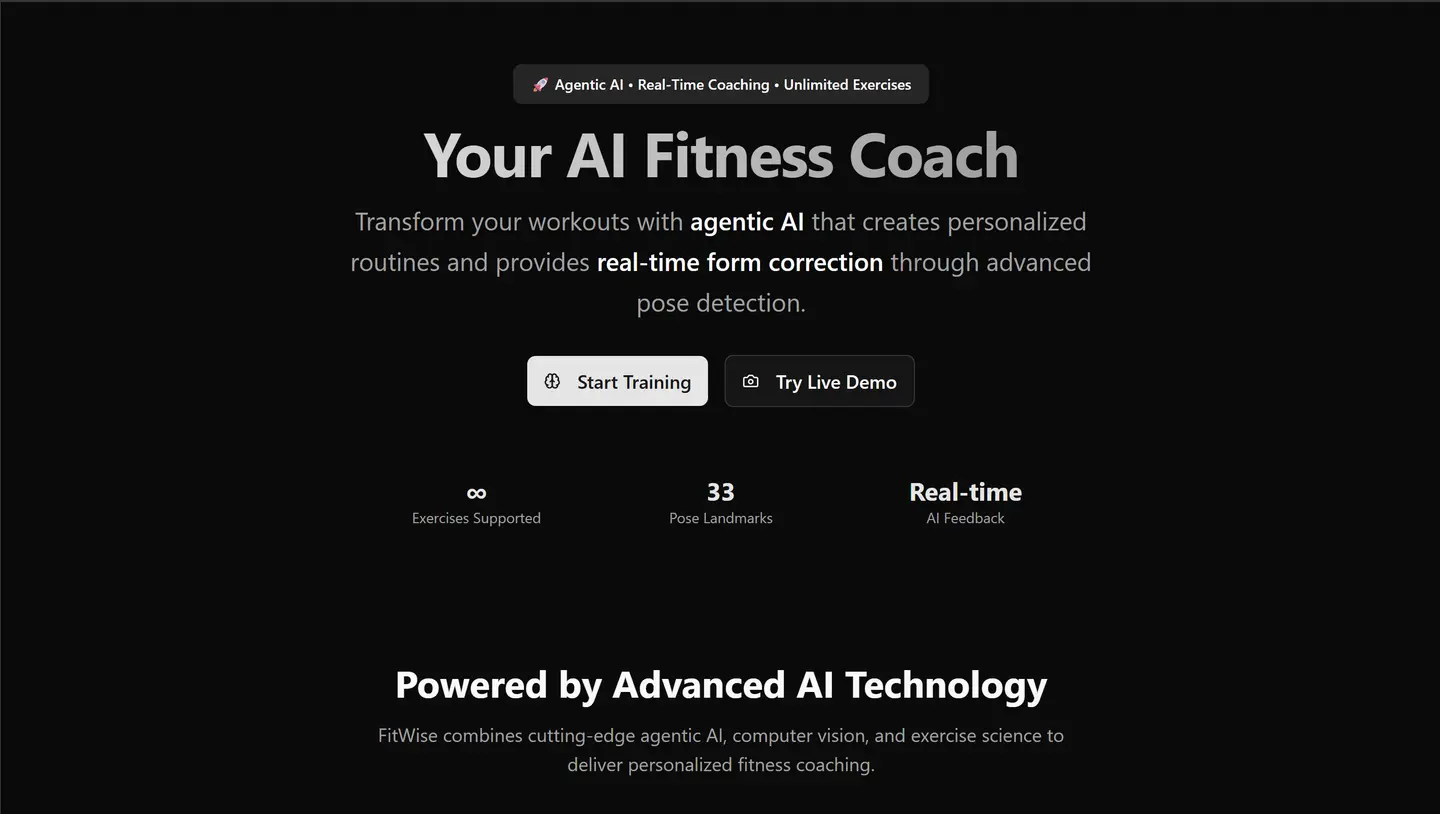 🚀 Agentic AI • Real-Time Coaching • Unlimited Exercises
Your AI Fitness Coach
Transform your workouts with agentic AI that creates personalized
routines and provides real-time form correction through advanced
pose detection.
Start Training
Try Live Demo
∞
Exercises Supported
33
Pose Landmarks
Real-time
AI Feedback
Powered by Advanced AI Technology
FitWise combines cutting-edge agentic AI, computer vision, and exercise science to
deliver personalized fitness coaching.